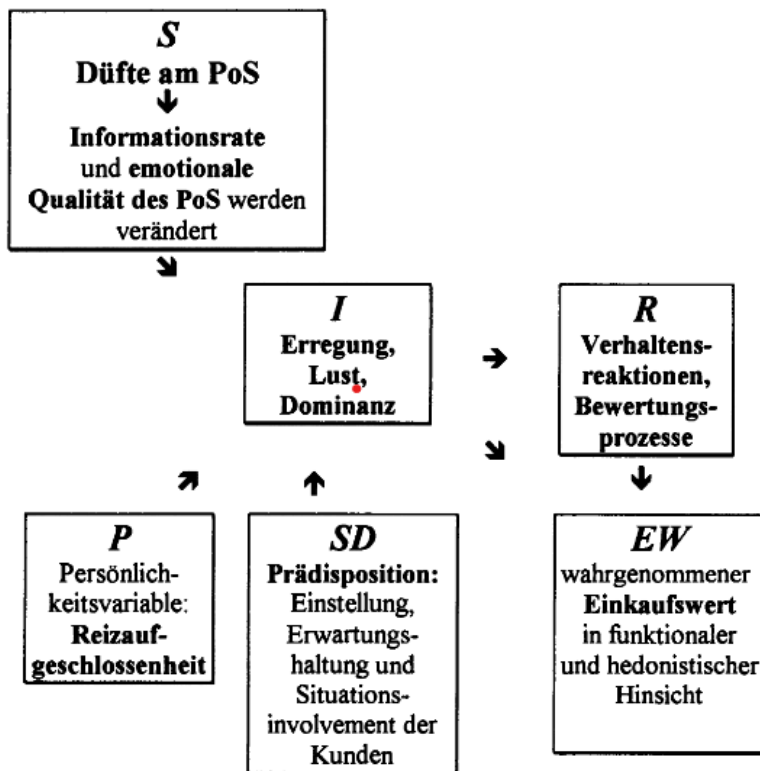 S
Düfte am PoS
Informationsrate
und emotionale
Qualität des PoS werden
verändert
I
Erregung,
Lust,
Dominanz
R
Verhaltens-
reaktionen,
Bewertungs-
prozesse
P
Persönlich-
keitsvariable:
Reizauf-
geschlossenheit
SD
Prädisposition:
Einstellung,
Erwartungs-
haltung und
Situations-
involvement der
Kunden
EW
wahrgenommener
Einkaufswert
in funktionaler
und hedonistischer
Hinsicht